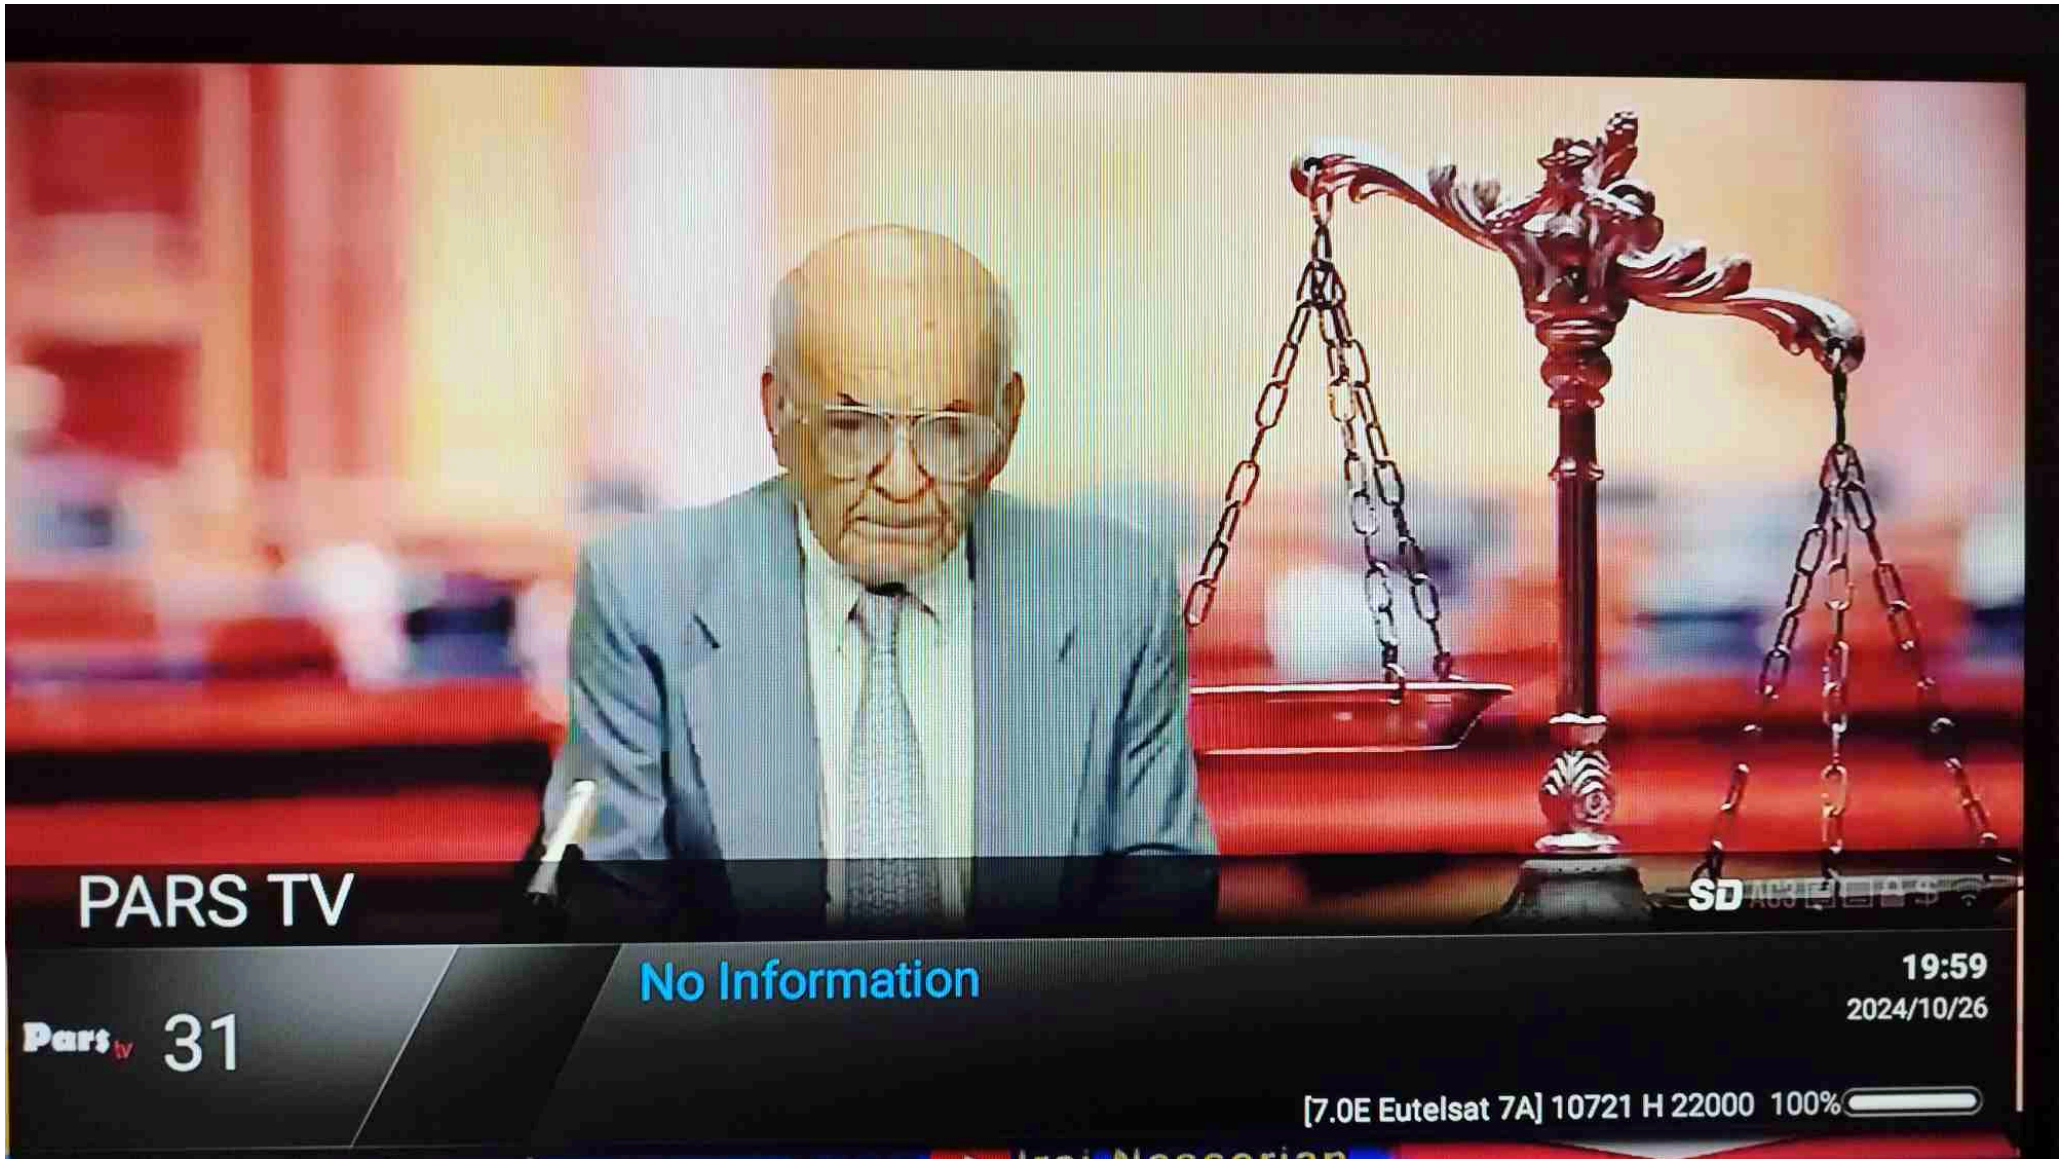 PARS TV
SD AC3
No Information
19:59
2024/10/26
Pars tv 31
[7.0E Eutelsat 7A] 10721 H 22000 100%